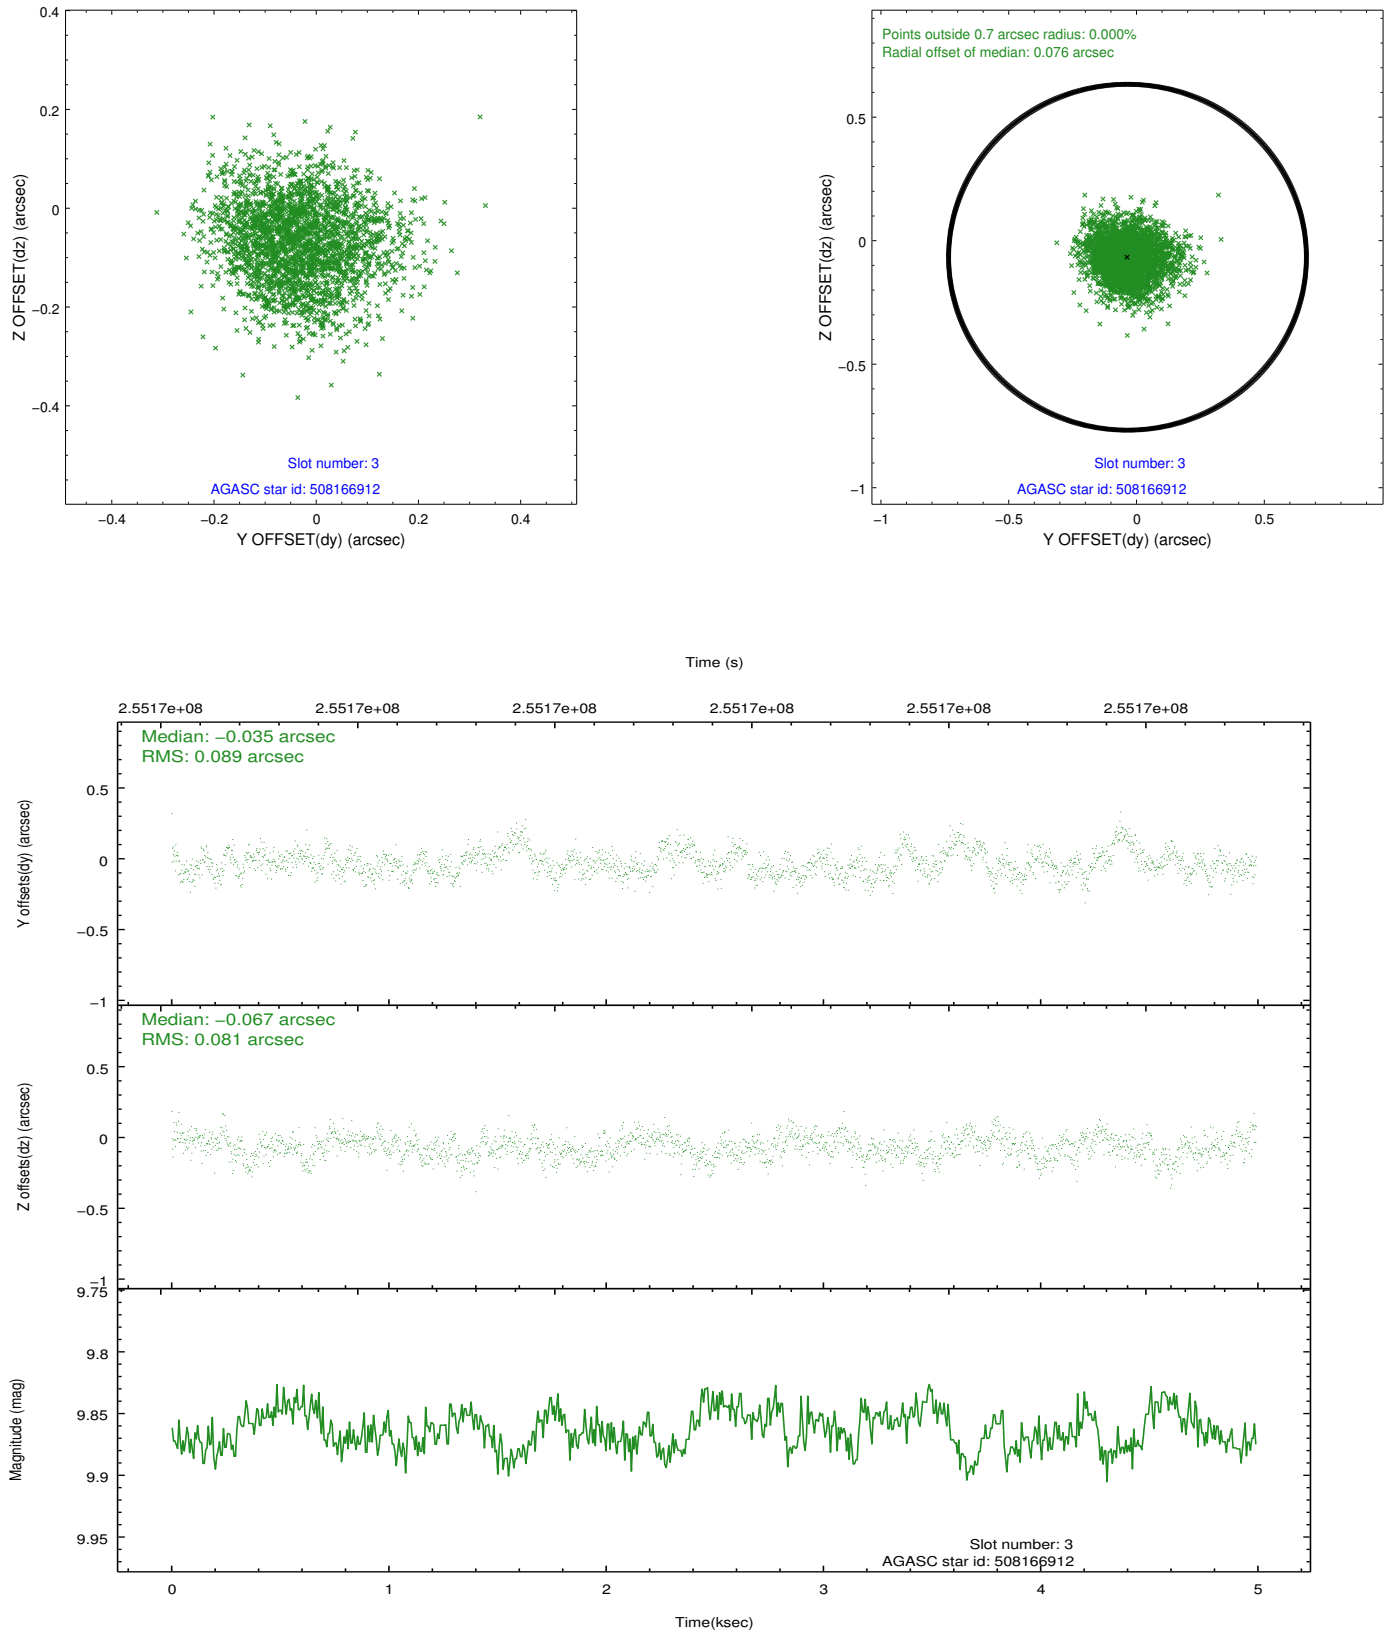 0.4
0.2
0
−0.2
−0.4
Z OFFSET(dz) (arcsec)
Slot number: 3
AGASC star id: 508166912
−0.4 −0.2 0 0.2 0.4
Y OFFSET(dy) (arcsec)
Points outside 0.7 arcsec radius: 0.000%
Radial offset of median: 0.076 arcsec
0.5
0
−0.5
−1
Z OFFSET(dz) (arcsec)
Slot number: 3
AGASC star id: 508166912
−1 −0.5 0 0.5
Y OFFSET(dy) (arcsec)
Time (s)
2.5517e+08 2.5517e+08 2.5517e+08 2.5517e+08 2.5517e+08 2.5517e+08
Median: −0.035 arcsec
RMS: 0.089 arcsec
0.5
0
−0.5
−1
Y offsets(dy) (arcsec)
Median: −0.067 arcsec
RMS: 0.081 arcsec
0.5
0
−0.5
−1
Z offsets(dz) (arcsec)
9.75
9.8
9.85
9.9
9.95
Magnitude (mag)
Slot number: 3
AGASC star id: 508166912
0 1 2 3 4 5
Time(ksec)